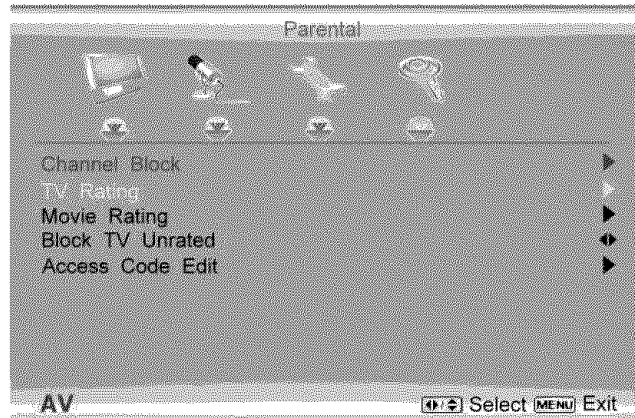 Parental
Channel Block
TV Rating
Movie Rating
Block TV Unrated
Access Code Edit
AV Select MENU Exit